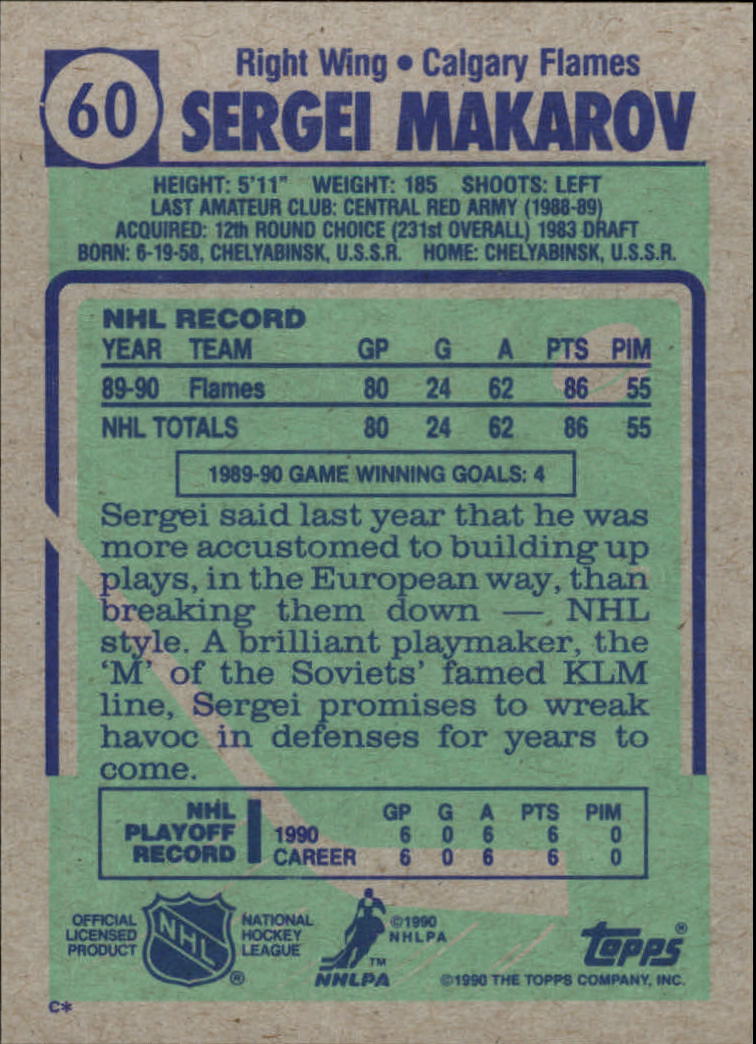 60
Right Wing • Calgary Flames
SERGEI MAKAROV
HEIGHT: 5'11" WEIGHT: 185 SHOOTS: LEFT
LAST AMATEUR CLUB: CENTRAL RED ARMY (1988-89)
ACQUIRED: 12th ROUND CHOICE (231st OVERALL) 1983 DRAFT
BORN: 6-19-58, CHELYABINSK, U.S.S.R. HOME: CHELYABINSK, U.S.S.R.
NHL RECORD
YEAR TEAM GP G A PTS PIM
89-90 Flames 80 24 62 86 55
NHL TOTALS 80 24 62 86 55
1989-90 GAME WINNING GOALS: 4
Sergei said last year that he was
more accustomed to building up
plays, in the European way, than
breaking them down — NHL
style. A brilliant playmaker, the
'M' of the Soviets' famed KLM
line, Sergei promises to wreak
havoc in defenses for years to
come.
NHL PLAYOFF RECORD
GP G A PTS PIM
1990 6 0 6 6 0
CAREER 6 0 6 6 0
OFFICIAL
LICENSED
PRODUCT
NHL
®
NATIONAL
HOCKEY
LEAGUE
TM
NHLPA
©1990
NHLPA
topps®
©1990 THE TOPPS COMPANY, INC.
C*